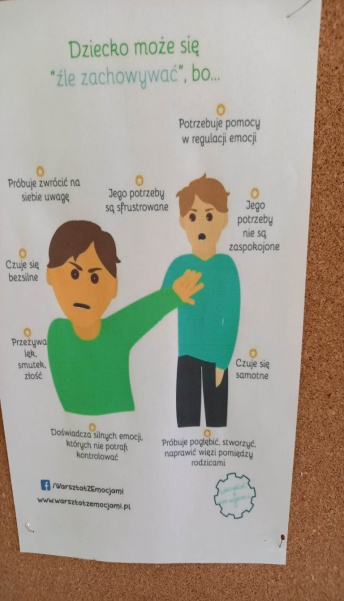 Dziecko może się
"źle zachowywać", bo...
Potrzebuje pomocy
w regulacji emocji
Próbuje zwrócić na
siebie uwagę
Jego potrzeby
są sfrustrowane
Jego
potrzeby
nie są
zaspokojone
Czuje się
bezsilne
Przeżywa
lęk,
smutek,
złość
Czuje się
samotne
Doświadcza silnych emocji,
których nie potrafi
kontrolować
Próbuje pogłębić, stworzyć,
naprawić więzi pomiędzy
rodzicami
f /WarsztatZEmocjami
www.warsztatzemocjami.pl